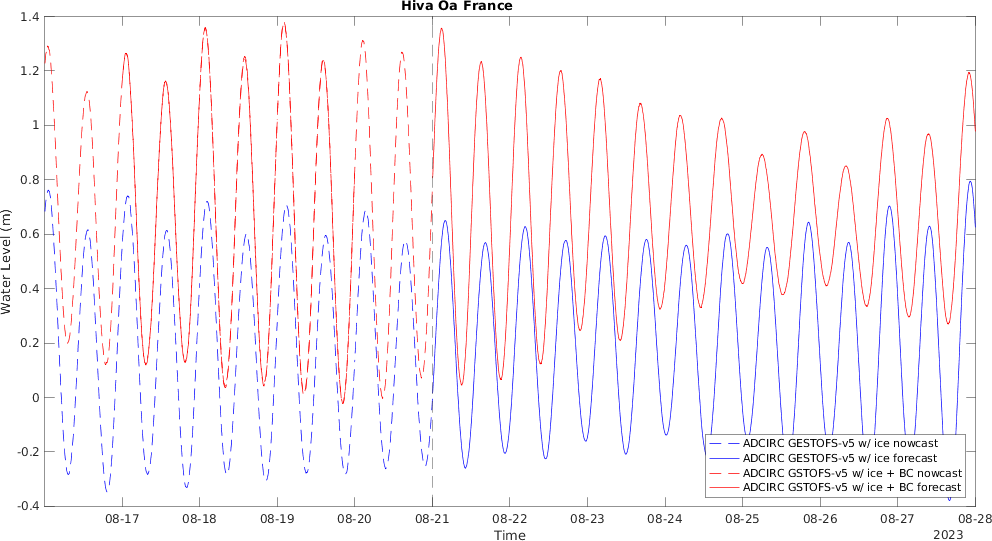 Hiva Oa France
1.4
1.2
1
0.8
0.6
0.4
0.2
0
-0.2
-0.4
Water Level (m)
ADCIRC GESTOFS-v5 w/ ice nowcast
ADCIRC GESTOFS-v5 w/ ice forecast
ADCIRC GSTOFS-v5 w/ ice + BC nowcast
ADCIRC GSTOFS-v5 w/ ice + BC forecast
08-17 08-18 08-19 08-20 08-21 08-22 08-23 08-24 08-25 08-26 08-27 08-28
Time
2023